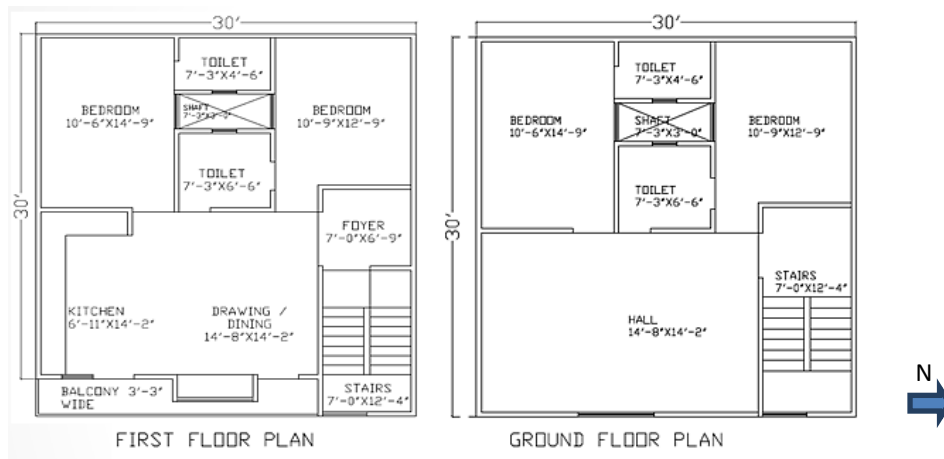 30'
TOILET
7'-3"X4'-6"
BEDROOM
10'-6"X14'-9"
SHAFT
7'-3"X3'-0"
BEDROOM
10'-9"X12'-9"
TOILET
7'-3"X6'-6"
30'
FOYER
7'-0"X6'-9"
KITCHEN
6'-11"X14'-2"
DRAWING /
DINING
14'-8"X14'-2"
BALCONY 3'-3"
WIDE
STAIRS
7'-0"X12'-4"
FIRST FLOOR PLAN
30'
TOILET
7'-3"X4'-6"
BEDROOM
10'-6"X14'-9"
SHAFT
7'-3"X3'-0"
BEDROOM
10'-9"X12'-9"
TOILET
7'-3"X6'-6"
30'
STAIRS
7'-0"X12'-4"
HALL
14'-8"X14'-2"
GROUND FLOOR PLAN
N